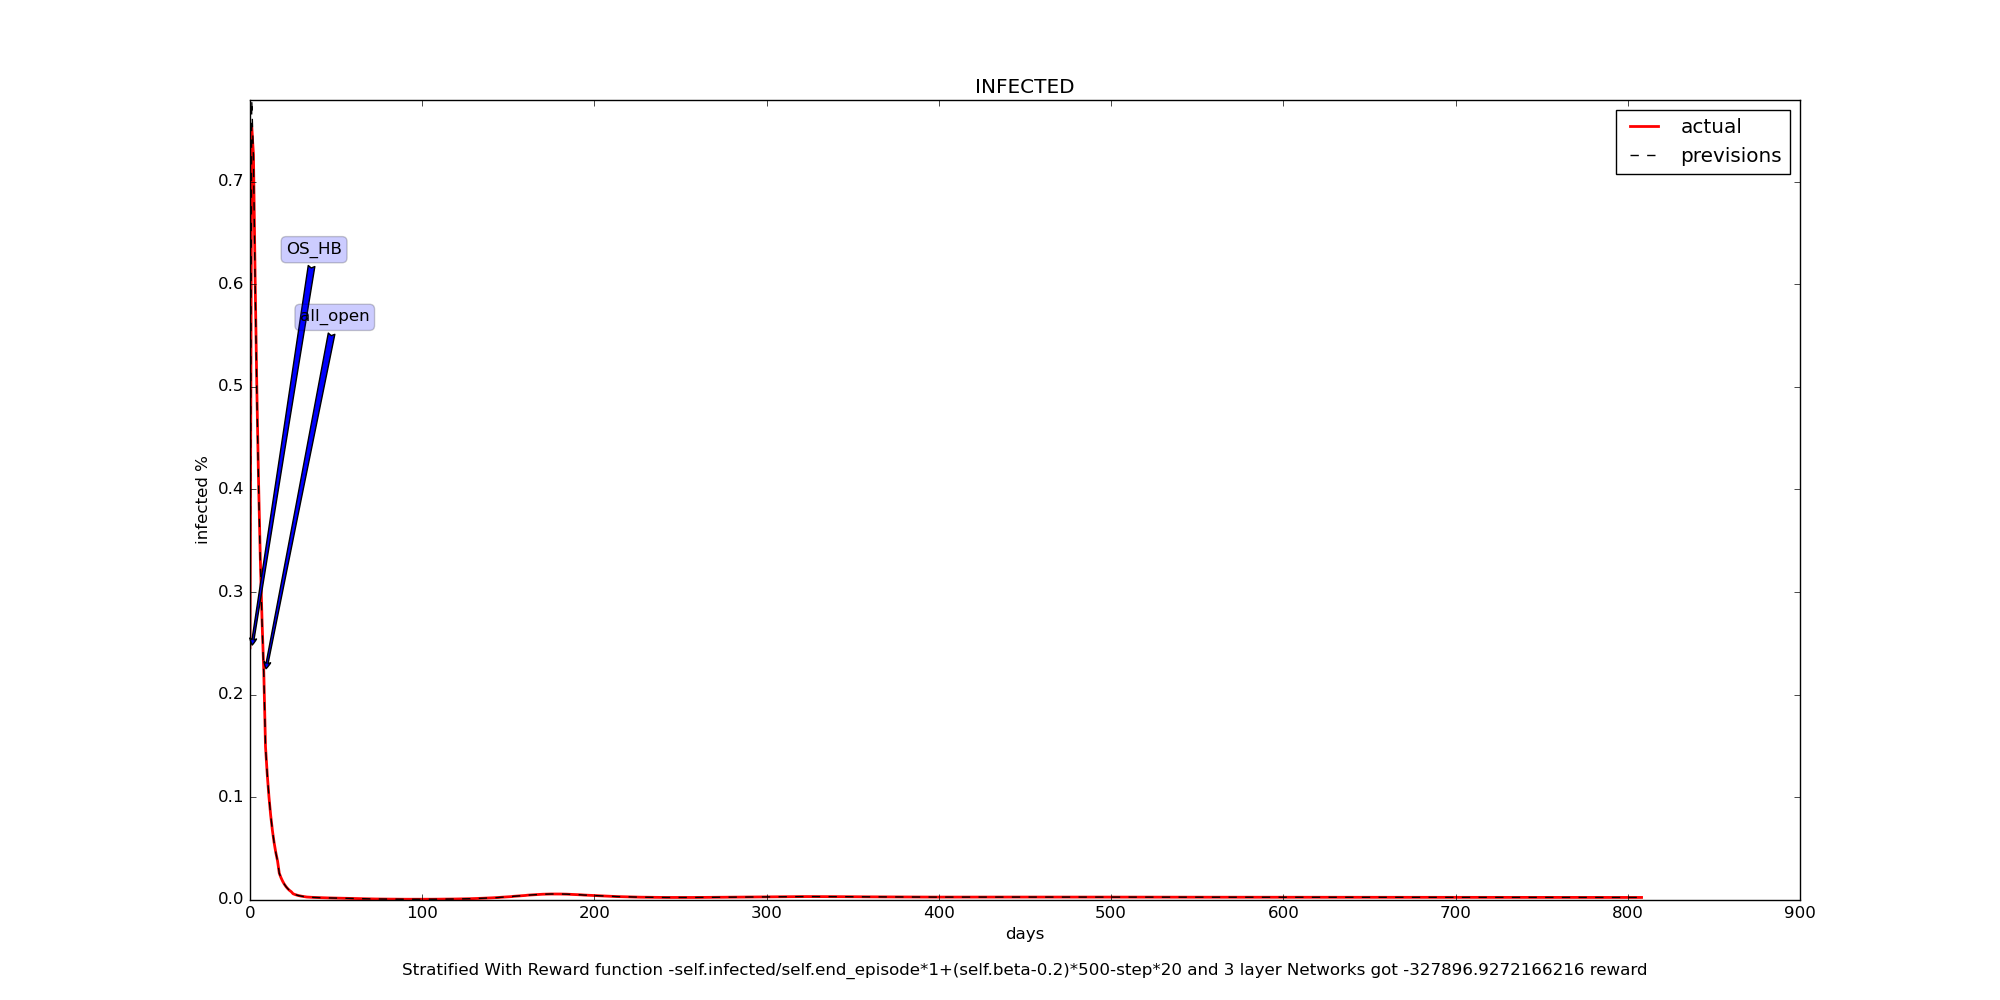 INFECTED
actual
previsions
OS_HB
all_open
infected %
0.7
0.6
0.5
0.4
0.3
0.2
0.1
0.0
0 100 200 300 400 500 600 700 800 900
days
Stratified With Reward function -self.infected/self.end_episode*1+(self.beta-0.2)*500-step*20 and 3 layer Networks got -327896.9272166216 reward